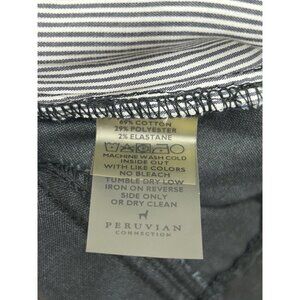 69% COTTON
29% POLYESTER
2% ELASTANE
MACHINE WASH COLD
INSIDE OUT
WITH LIKE COLORS
NO BLEACH
TUMBLE DRY LOW
IRON ON REVERSE
SIDE ONLY
OR DRY CLEAN
PERUVIAN
CONNECTION